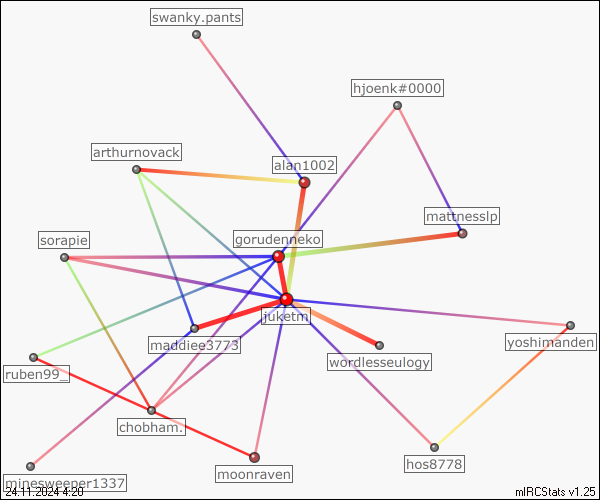 swanky.pants
hjoenk#0000
arthurnovack
alan1002
mattnesslp
gorudenneko
sorapie
juketm
yoshimanden
maddiee3773
wordlesseulogy
ruben99_
chobham.
hos8778
moonraven
minesweeper1337
24.11.2024 4:20
mIRCStats v1.25